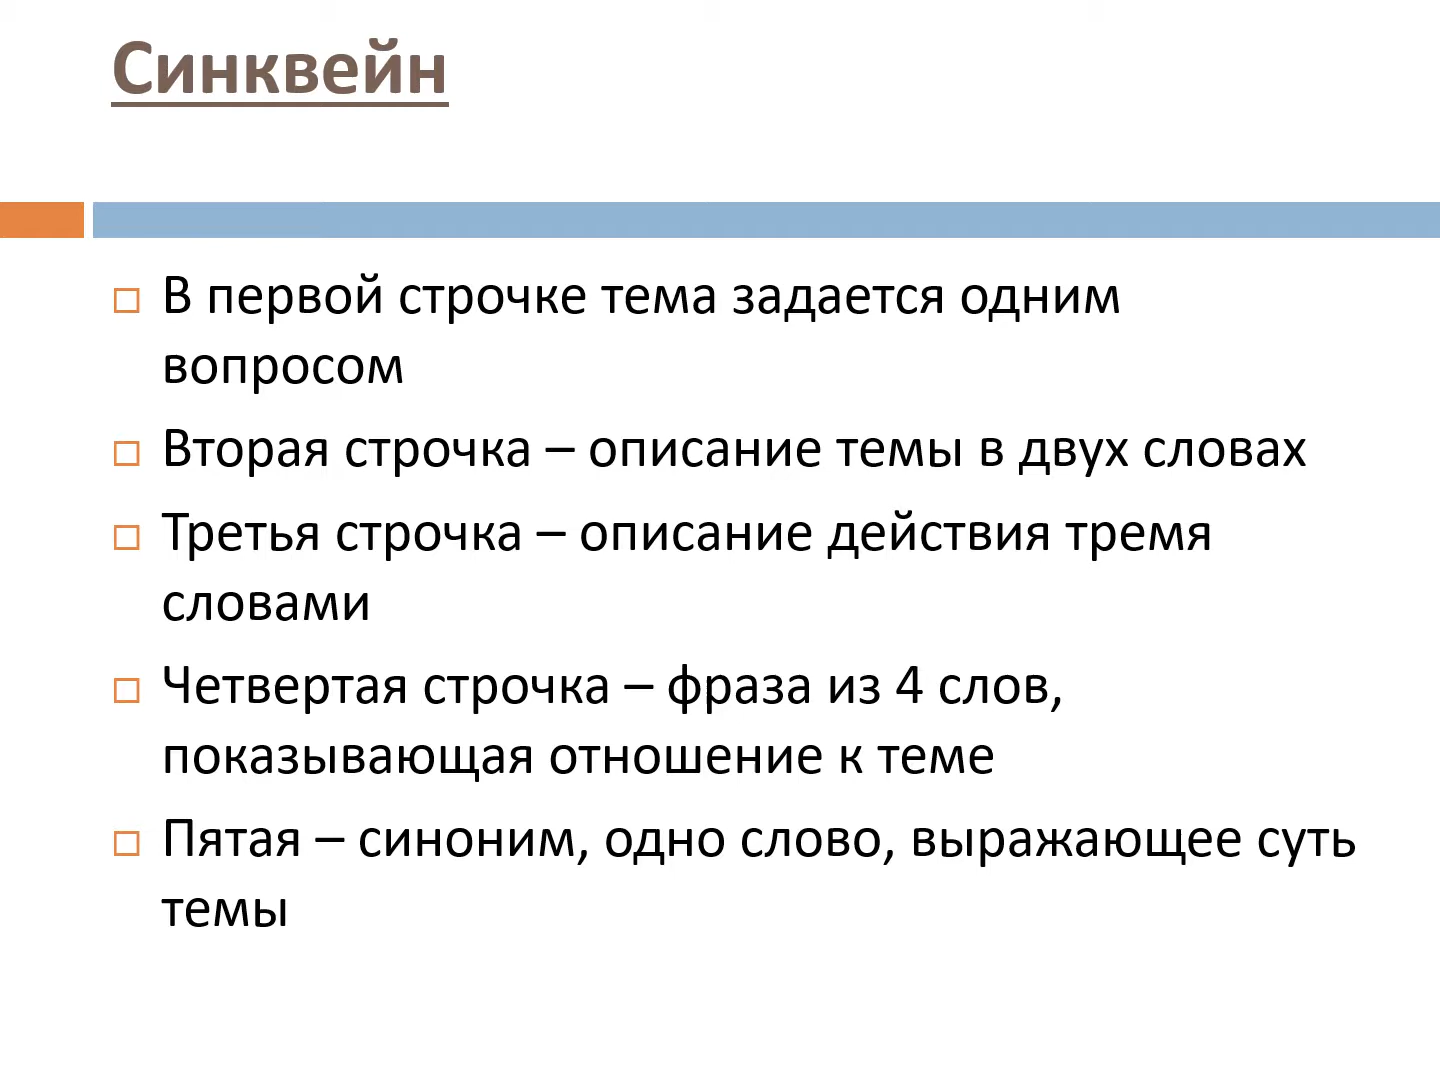 Синквейн
В первой строчке тема задается одним
вопросом
Вторая строчка – описание темы в двух словах
Третья строчка – описание действия тремя
словами
Четвертая строчка – фраза из 4 слов,
показывающая отношение к теме
Пятая – синоним, одно слово, выражающее суть
темы